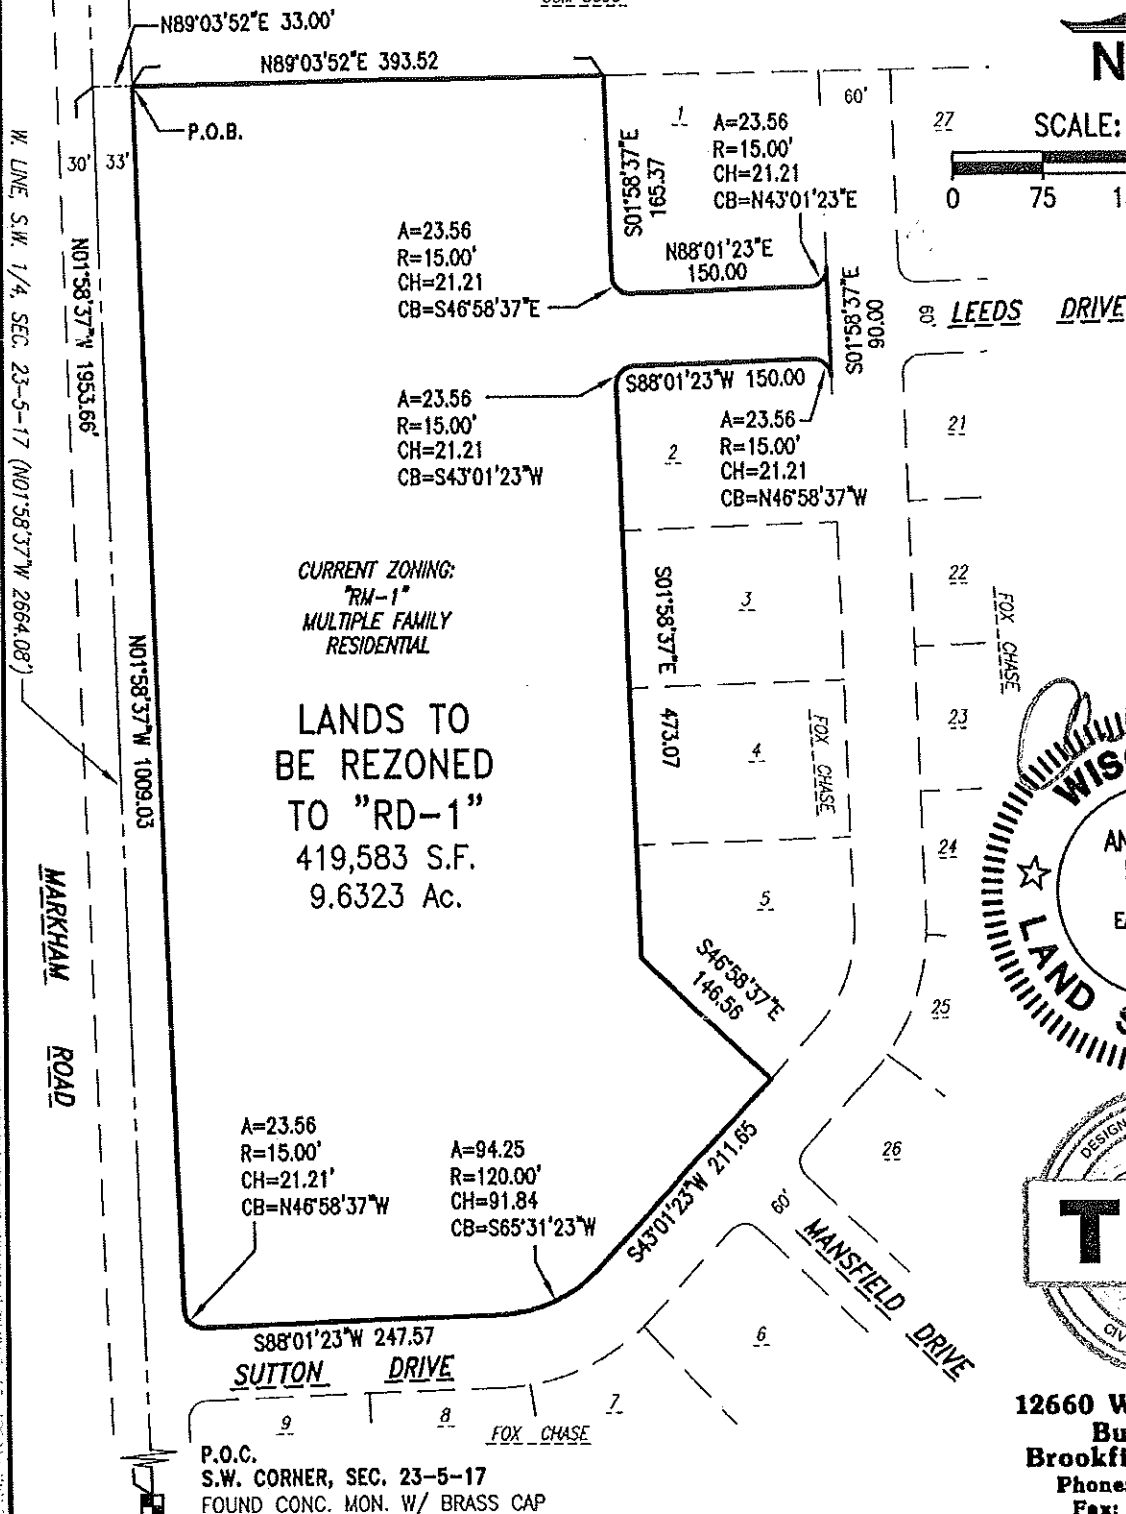 N89°03'52"E 33.00'
N89°03'52"E 393.52
P.O.B.
30'
33'
1
60'
27
SCALE:
0
75
A=23.56
R=15.00'
CH=21.21
CB=N43°01'23"E
S01°58'37"E
165.37
A=23.56
R=15.00'
CH=21.21
CB=S46°58'37"E
N88°01'23"E
150.00
S01°58'37"E
90.00
60'
LEEDS DRIVE
W. LINE, S.W. 1/4, SEC. 23-5-17 (N01°58'37"W 2664.08')
N01°58'37"W 1953.66'
S88°01'23"W 150.00
A=23.56
R=15.00'
CH=21.21
CB=S43°01'23"W
2
A=23.56
R=15.00'
CH=21.21
CB=N46°58'37"W
21
CURRENT ZONING:
"RM-1"
MULTIPLE FAMILY
RESIDENTIAL
S01°58'37"E 473.07
3
22
FOX CHASE
N01°58'37"W 1009.03
LANDS TO
BE REZONED
TO "RD-1"
419,583 S.F.
9.6323 Ac.
4
FOX CHASE
23
24
5
MARKHAM ROAD
S46°58'37"E
146.56
25
LAND
26
DESIGN
A=23.56
R=15.00'
CH=21.21'
CB=N46°58'37"W
A=94.25
R=120.00'
CH=91.84
CB=S65°31'23"W
S43°01'23"W 211.65
60'
MANSFIELD DRIVE
S88°01'23"W 247.57
SUTTON DRIVE
6
7
8
9
FOX CHASE
12660 W
P.O.C.
S.W. CORNER, SEC. 23-5-17
FOUND CONC. MON. W/ BRASS CAP
Phone:
Fax: